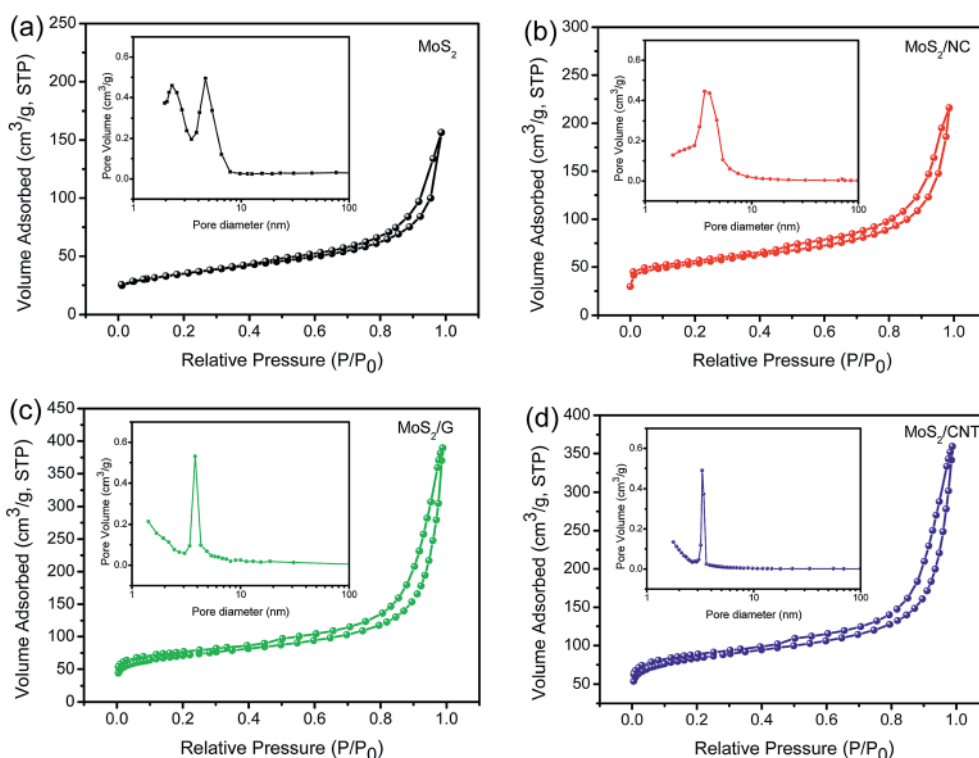 (a)
MoS2
250
200
150
100
50
0
Volume Adsorbed (cm3/g, STP)
0.0 0.2 0.4 0.6 0.8 1.0
Relative Pressure (P/P0)
0.6
0.4
0.2
0.0
Pore Volume (cm3/g)
1 10 100
Pore diameter (nm)
(b)
MoS2/NC
300
250
200
150
100
50
0
Volume Adsorbed (cm3/g, STP)
0.0 0.2 0.4 0.6 0.8 1.0
Relative Pressure (P/P0)
0.6
0.4
0.2
0.0
Pore Volume (cm3/g)
1 10 100
Pore diameter (nm)
(c)
MoS2/G
450
400
350
300
250
200
150
100
50
0
Volume Adsorbed (cm3/g, STP)
0.0 0.2 0.4 0.6 0.8 1.0
Relative Pressure (P/P0)
0.6
0.4
0.2
0.0
Pore Volume (cm3/g)
1 10 100
Pore diameter (nm)
(d)
MoS2/CNT
400
350
300
250
200
150
100
50
Volume Adsorbed (cm3/g, STP)
0.0 0.2 0.4 0.6 0.8 1.0
Relative Pressure (P/P0)
0.6
0.4
0.2
0.0
Pore Volume (cm3/g)
1 10 100
Pore diameter (nm)